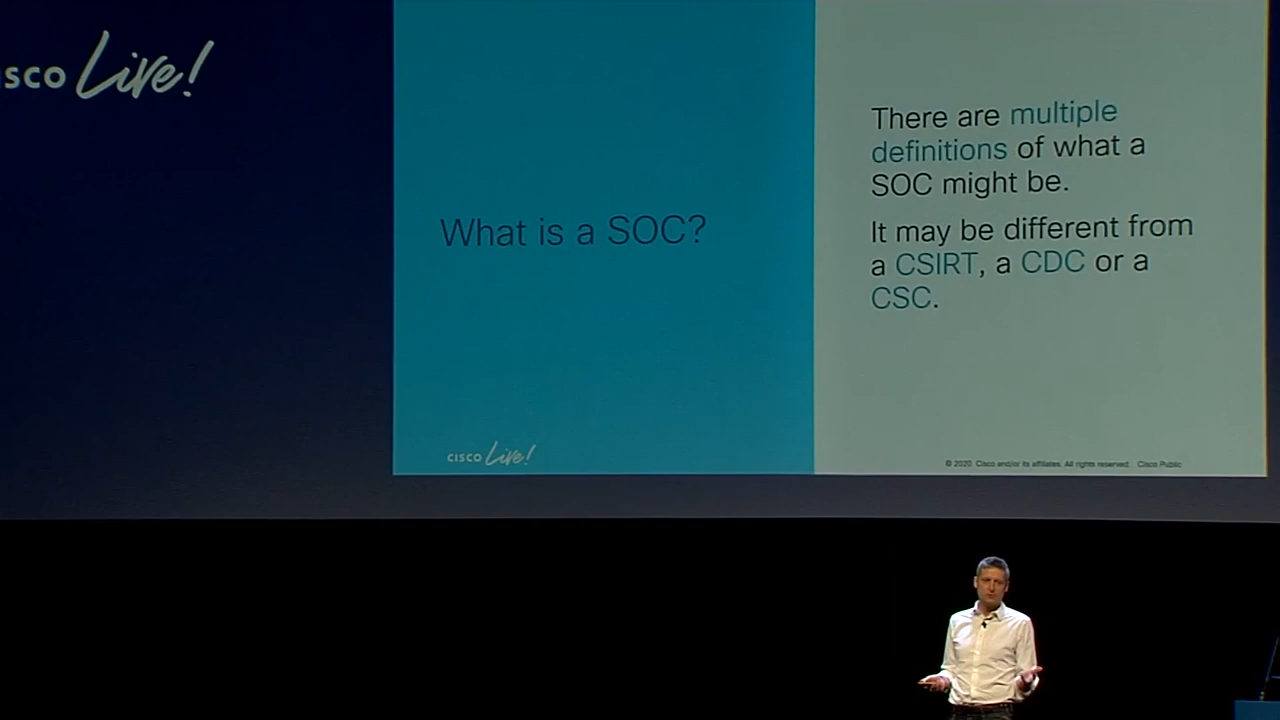 isco Live!
What is a SOC?
There are multiple
definitions of what a
SOC might be.
It may be different from
a CSIRT, a CDC or a
CSC.
cisco Live!
© 2020 Cisco and/or its affiliates. All rights reserved. Cisco Public